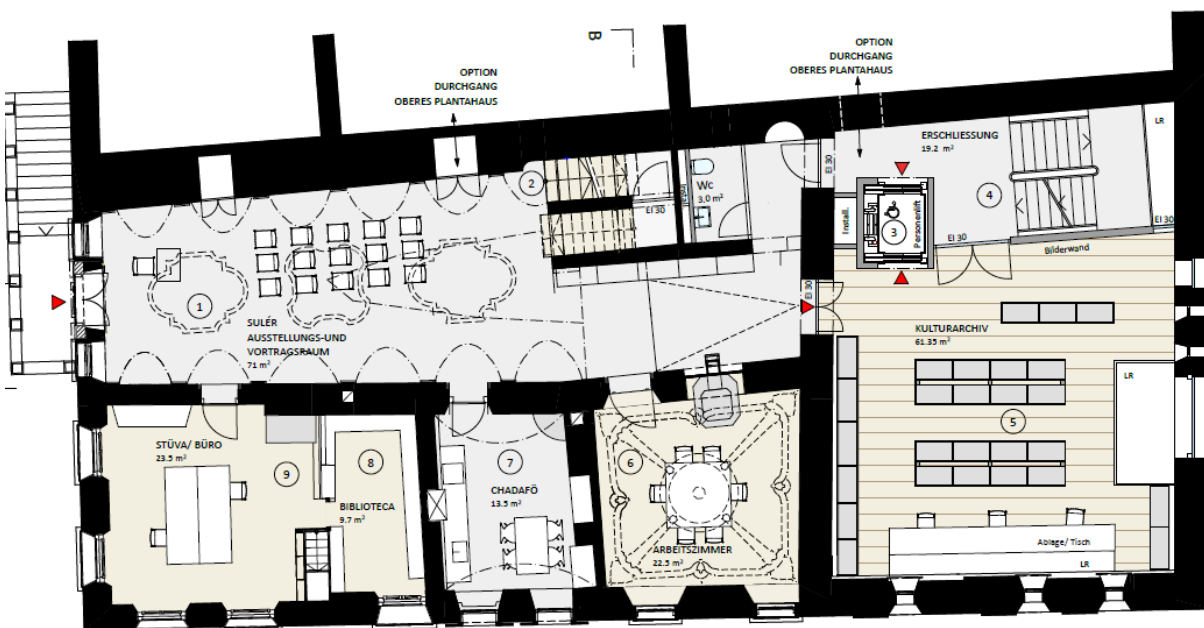 B
OPTION
DURCHGANG
OBERES PLANTAHAUS
OPTION
DURCHGANG
OBERES PLANTAHAUS
ERSCHLIESSUNG
19.2 m²
LR
2
Wc
3,0 m²
EI 30
EI 30
4
Install.
3
Personenlift
EI 30
EI 30
Bilderwand
1
SULÉR
AUSSTELLUNGS-UND
VORTRAGSRAUM
71 m²
EI 30
KULTURARCHIV
61.35 m²
LR
5
STÜVA/ BÜRO
23.5 m²
9
8
BIBLIOTECA
9.7 m²
7
CHADAFÖ
13.5 m²
6
ARBEITSZIMMER
22.5 m²
Ablage/ Tisch
LR